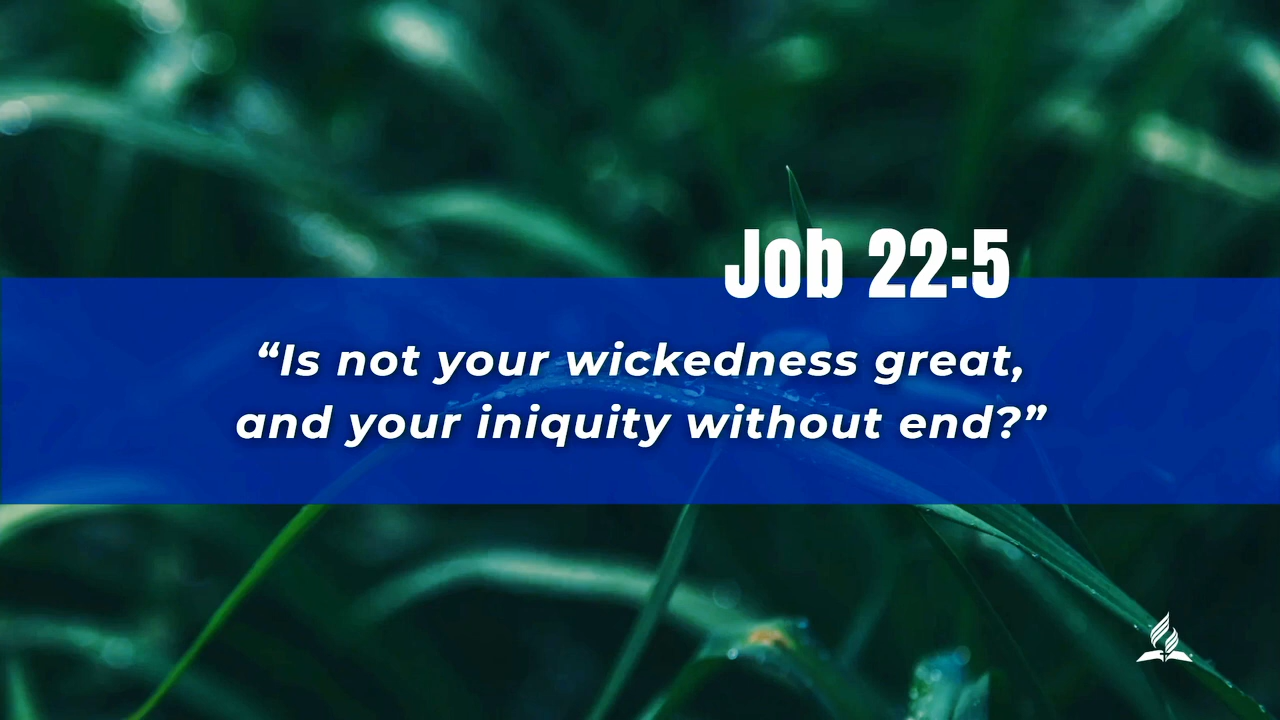 Job 22:5
“Is not your wickedness great,
and your iniquity without end?”